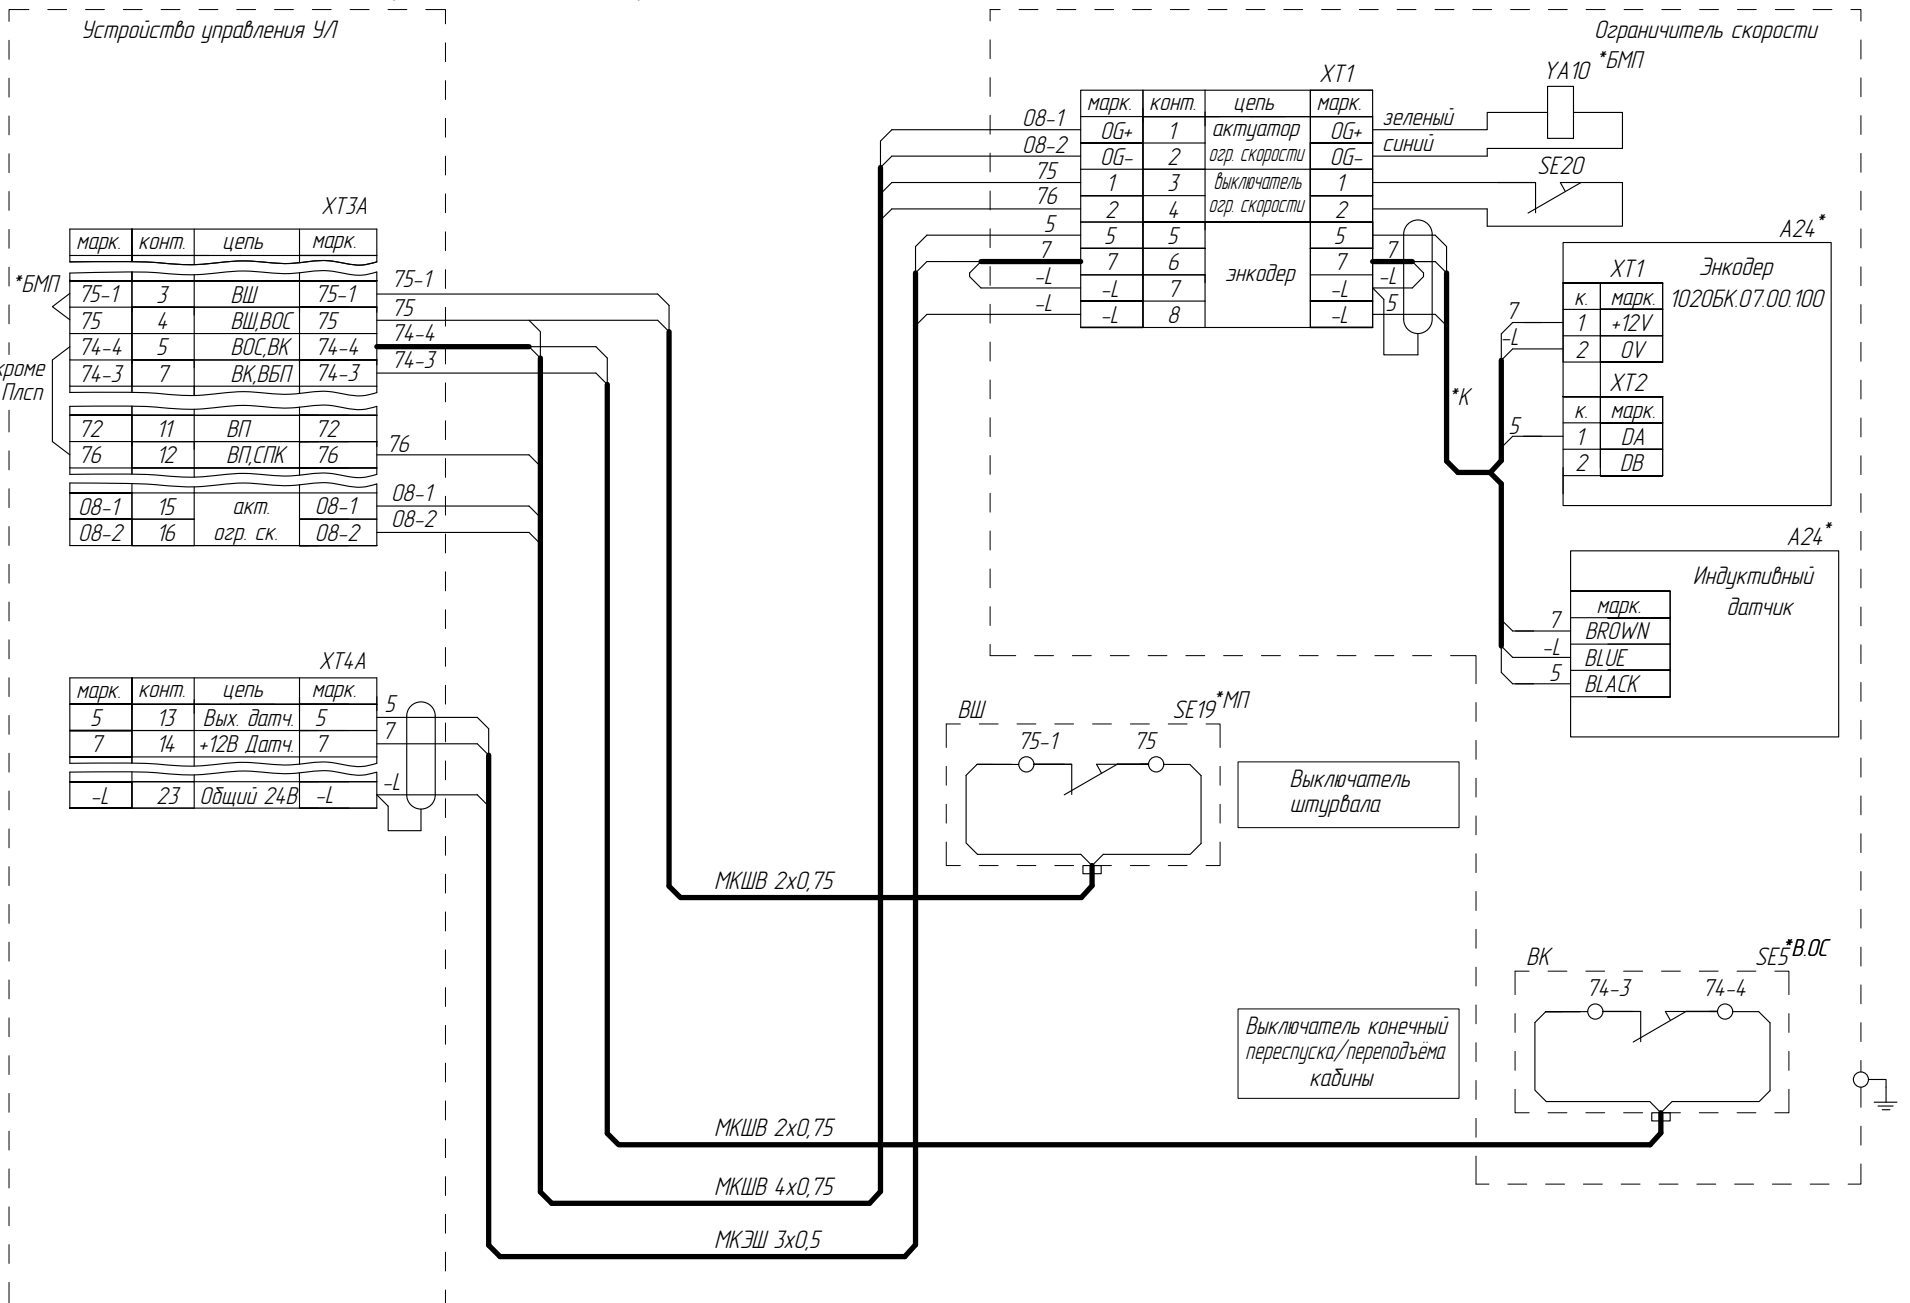 Устройство управления УЛ
XT3A
марк. конт. цепь марк.
*БМП
75-1 3 ВШ 75-1 75-1
75 4 ВШ,ВОС 75 75
74-4 5 ВОС,ВК 74-4 74-4
74-3 7 ВК,ВБП 74-3 74-3
кроме
Плсп
72 11 ВП 72
76 12 ВП,СПК 76 76
08-1 15 акт. 08-1 08-1
08-2 16 огр. ск. 08-2 08-2
XT4A
марк. конт. цепь марк.
5 13 Вых. датч. 5 5
7 14 +12В Датч. 7 7
-L 23 Общий 24В -L -L
Ограничитель скорости
*БМП
YA10
XT1
марк. конт. цепь марк.
08-1 OG+ 1 актуатор OG+ зеленый
08-2 OG- 2 огр. скорости OG- синий
75 1 3 выключатель 1
76 2 4 огр. скорости 2
SE20
5 5 5 5
7 7 6 энкодер 7 7
-L 7 -L -L
-L -L 8 -L 5
*К
A24*
XT1
Энкодер
1020БК.07.00.100
к. марк.
7 1 +12V
-L 2 0V
XT2
к. марк.
5 1 DA
2 DB
A24*
Индуктивный
датчик
марк.
7 BROWN
-L BLUE
5 BLACK
ВШ SE19*МП
75-1 75
Выключатель
штурвала
МКШВ 2х0,75
ВК SE5*В.ОС
74-3 74-4
Выключатель конечный
переспуска/переподъёма
кабины
МКШВ 2х0,75
МКШВ 4х0,75
МКЭШ 3х0,5